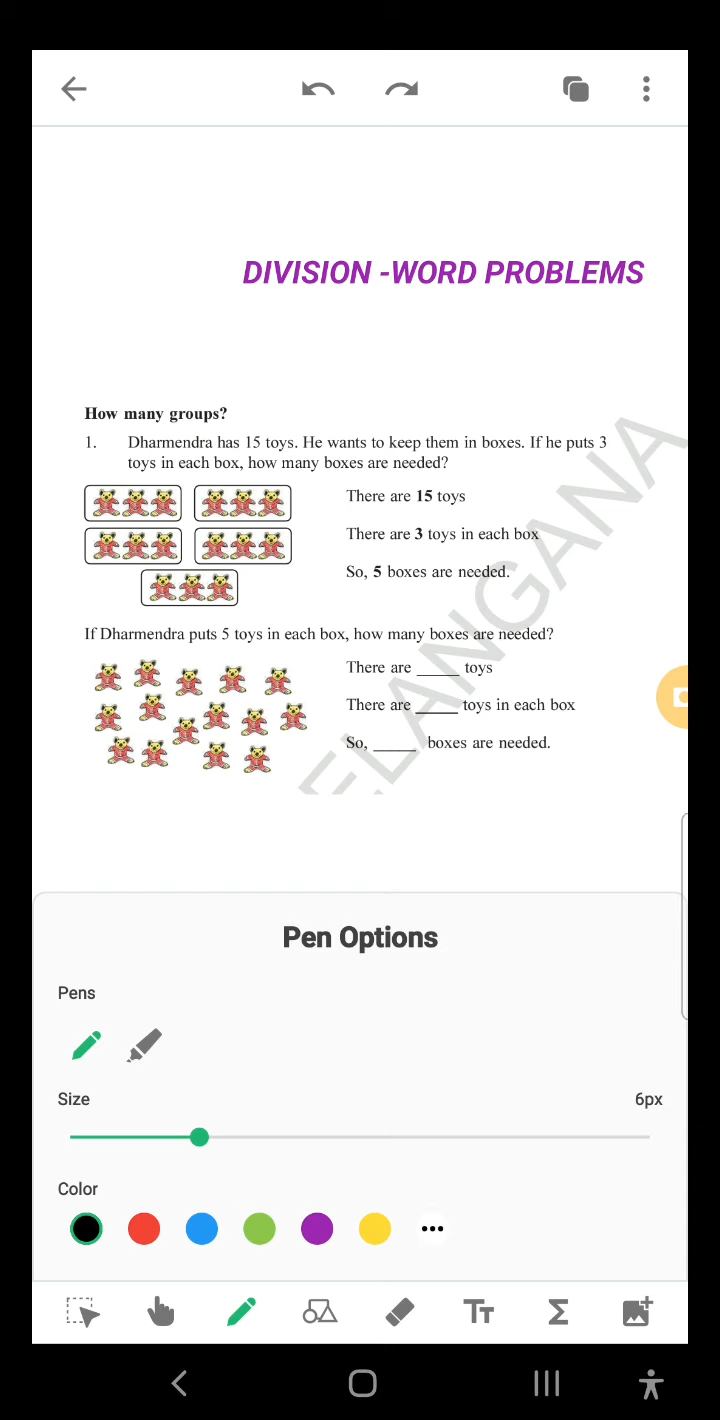 DIVISION -WORD PROBLEMS
How many groups?
1. Dharmendra has 15 toys. He wants to keep them in boxes. If he puts 3
toys in each box, how many boxes are needed?
There are 15 toys
There are 3 toys in each box
So, 5 boxes are needed.
If Dharmendra puts 5 toys in each box, how many boxes are needed?
There are _____ toys
There are _____ toys in each box
So, _____ boxes are needed.
ELANGANA
Pen Options
Pens
Size 6px
Color